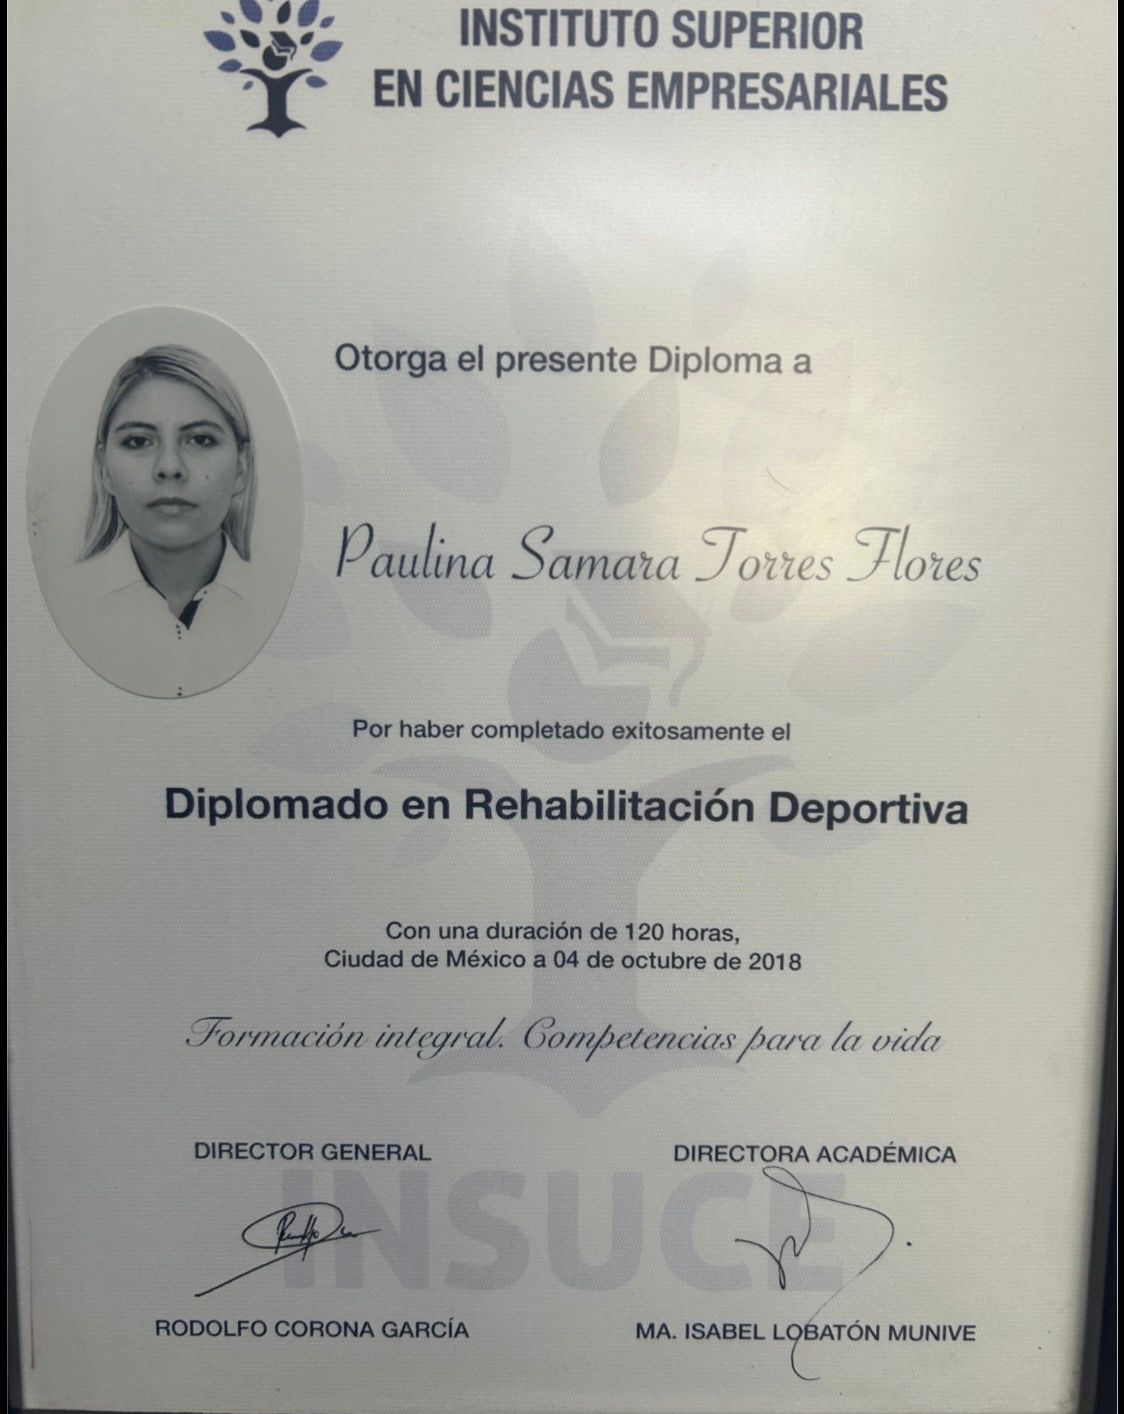 INSTITUTO SUPERIOR
EN CIENCIAS EMPRESARIALES
Otorga el presente Diploma a
Paulina Samara Torres Flores
Por haber completado exitosamente el
Diplomado en Rehabilitación Deportiva
Con una duración de 120 horas,
Ciudad de México a 04 de octubre de 2018
Formación integral. Competencias para la vida
DIRECTOR GENERAL
DIRECTORA ACADÉMICA
INSUCE
RODOLFO CORONA GARCÍA
MA. ISABEL LOBATÓN MUNIVE